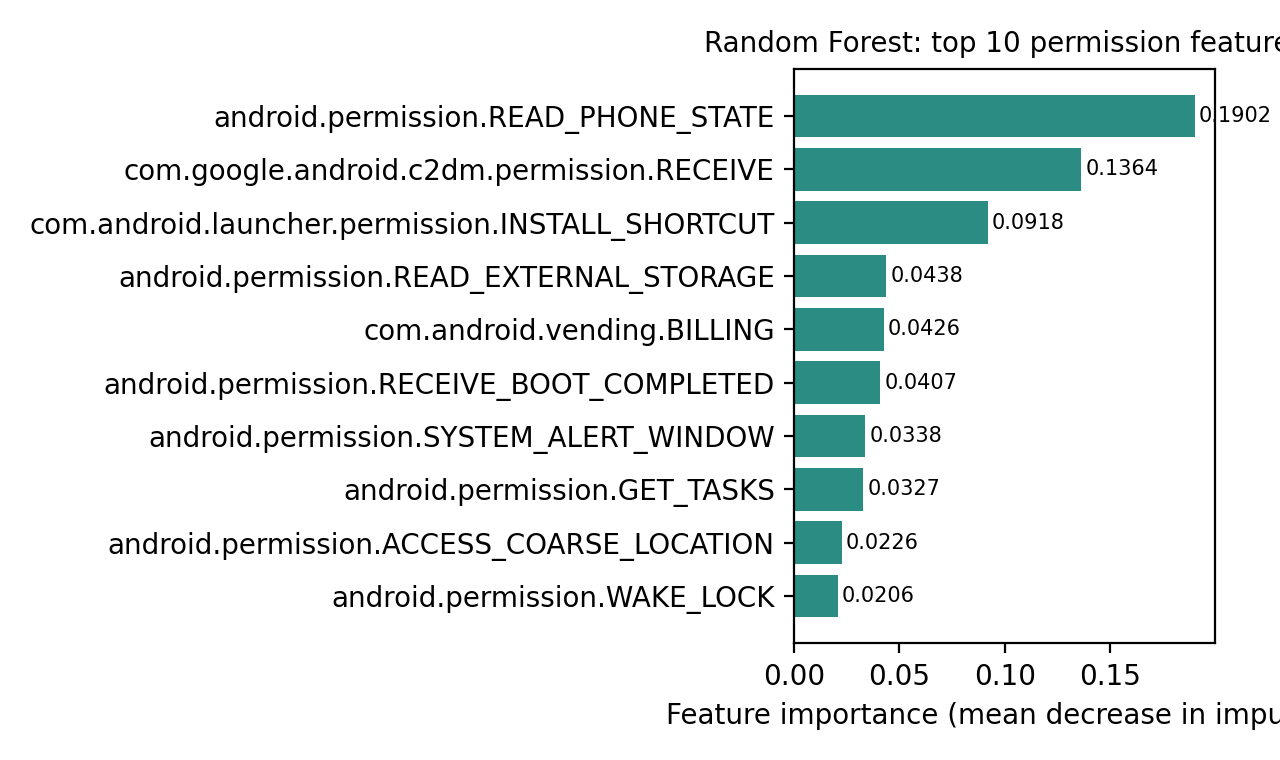 Random Forest: top 10 permission feature
android.permission.READ_PHONE_STATE 0.1902
com.google.android.c2dm.permission.RECEIVE 0.1364
com.android.launcher.permission.INSTALL_SHORTCUT 0.0918
android.permission.READ_EXTERNAL_STORAGE 0.0438
com.android.vending.BILLING 0.0426
android.permission.RECEIVE_BOOT_COMPLETED 0.0407
android.permission.SYSTEM_ALERT_WINDOW 0.0338
android.permission.GET_TASKS 0.0327
android.permission.ACCESS_COARSE_LOCATION 0.0226
android.permission.WAKE_LOCK 0.0206
0.00 0.05 0.10 0.15
Feature importance (mean decrease in impu